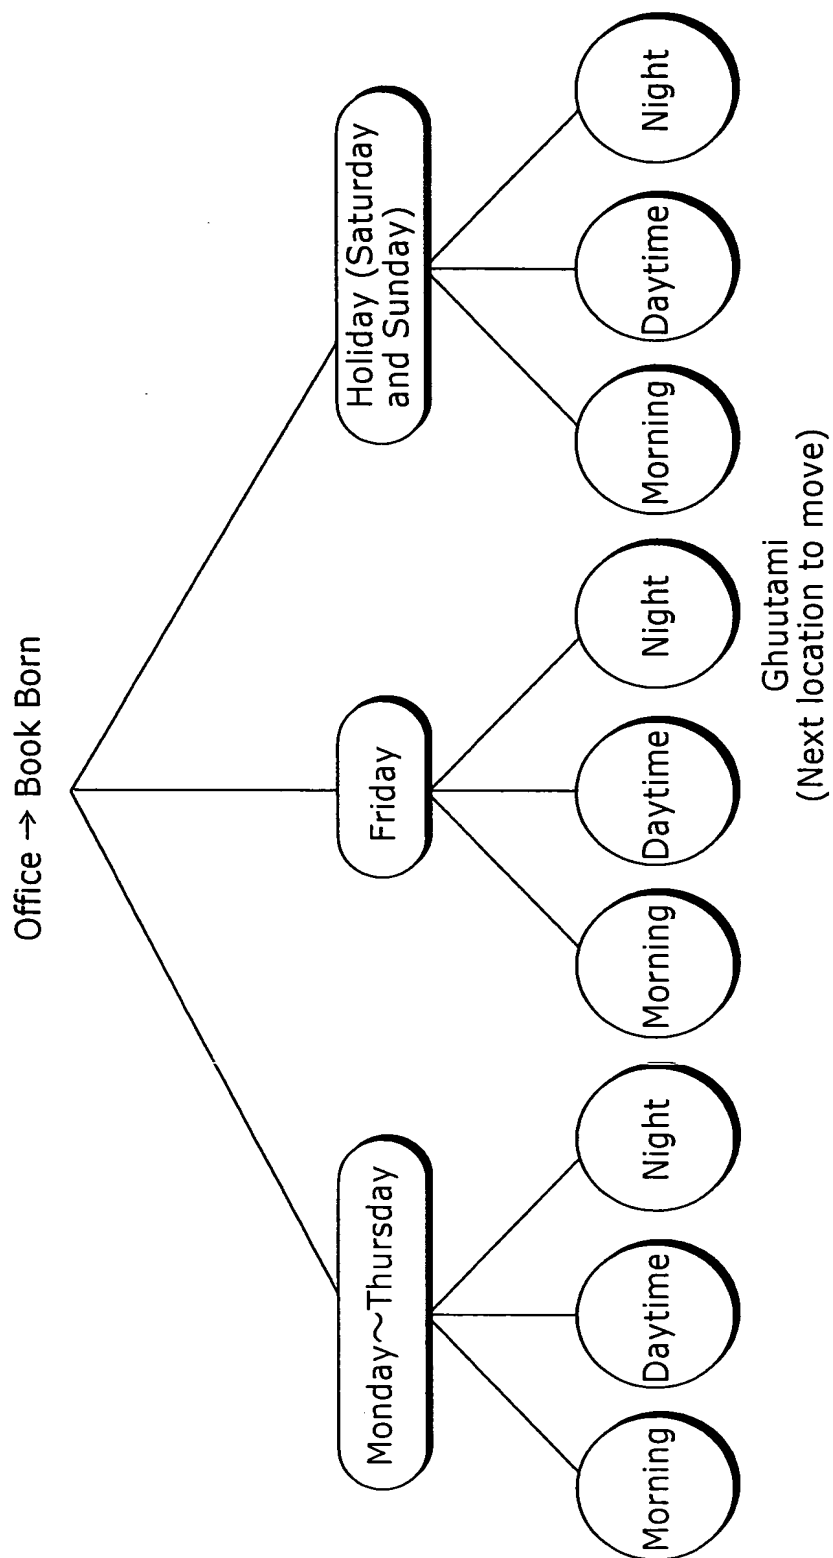 Office → Book Born
Monday～Thursday
Friday
Holiday (Saturday
and Sunday)
Morning
Daytime
Night
Morning
Daytime
Night
Morning
Daytime
Night
Ghuutami
(Next location to move)